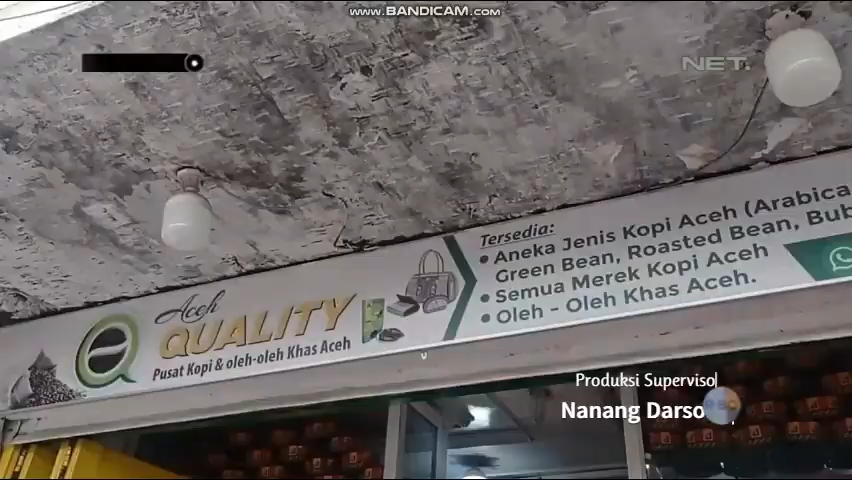 www.BANDICAM.com
NET.
Tersedia:
• Aneka Jenis Kopi Aceh (Arabica
Green Bean, Roasted Bean, Bub
• Semua Merek Kopi Aceh
• Oleh - Oleh Khas Aceh.
Aceh
QUALITY
Pusat Kopi & oleh-oleh Khas Aceh
Produksi Superviso
Nanang Darso